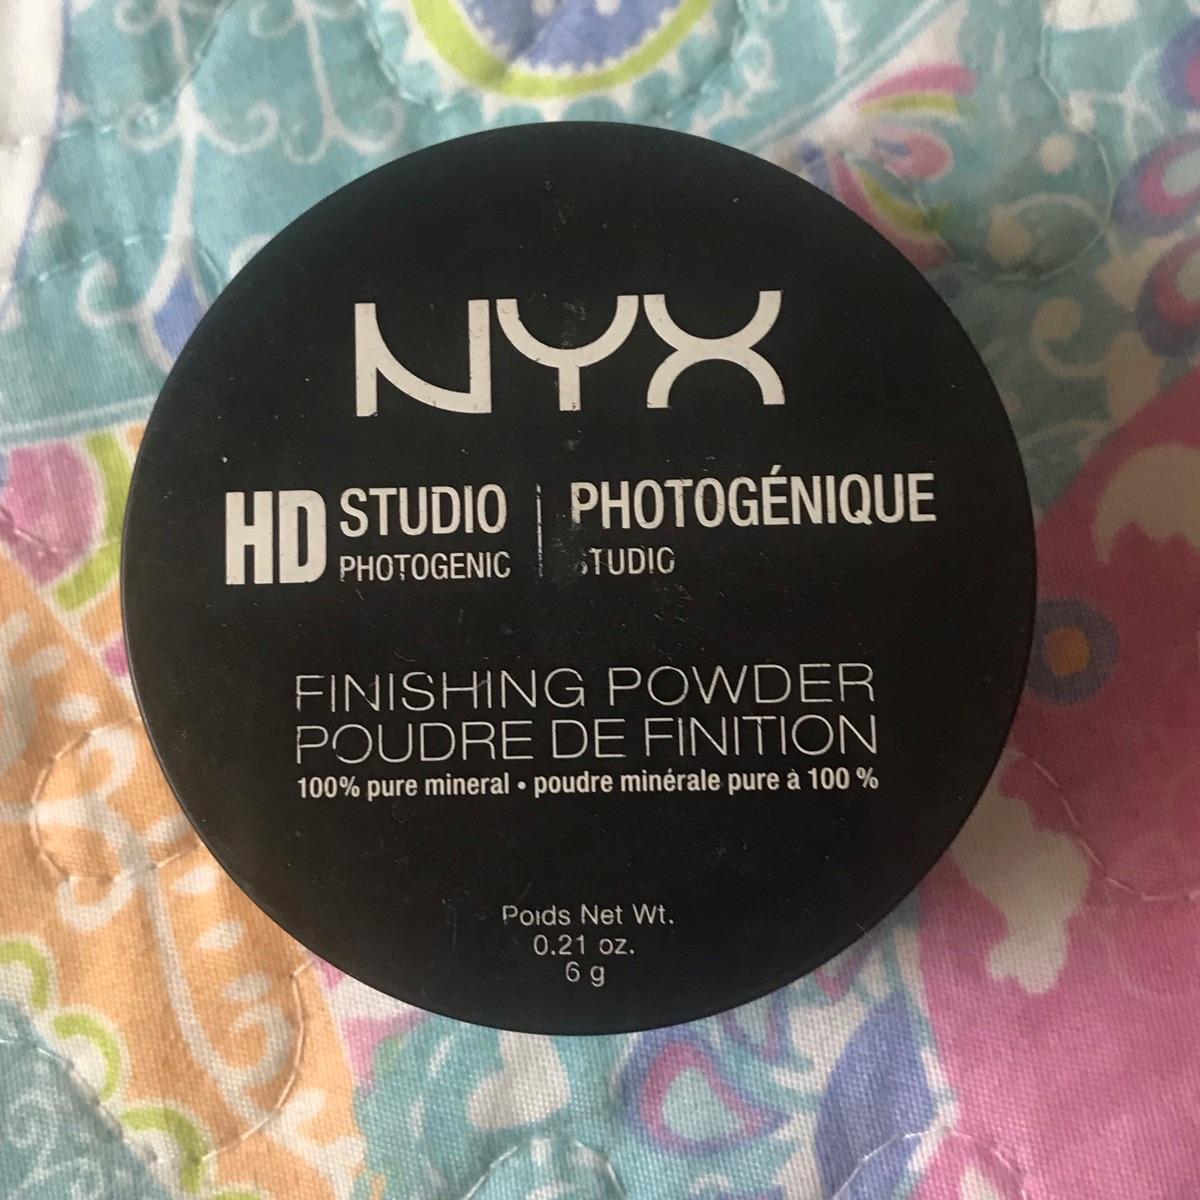 NYX
HD STUDIO | PHOTOGÉNIQUE
PHOTOGENIC | STUDIO
FINISHING POWDER
POUDRE DE FINITION
100% pure mineral • poudre minérale pure à 100 %
Poids Net Wt.
0.21 oz.
6 g